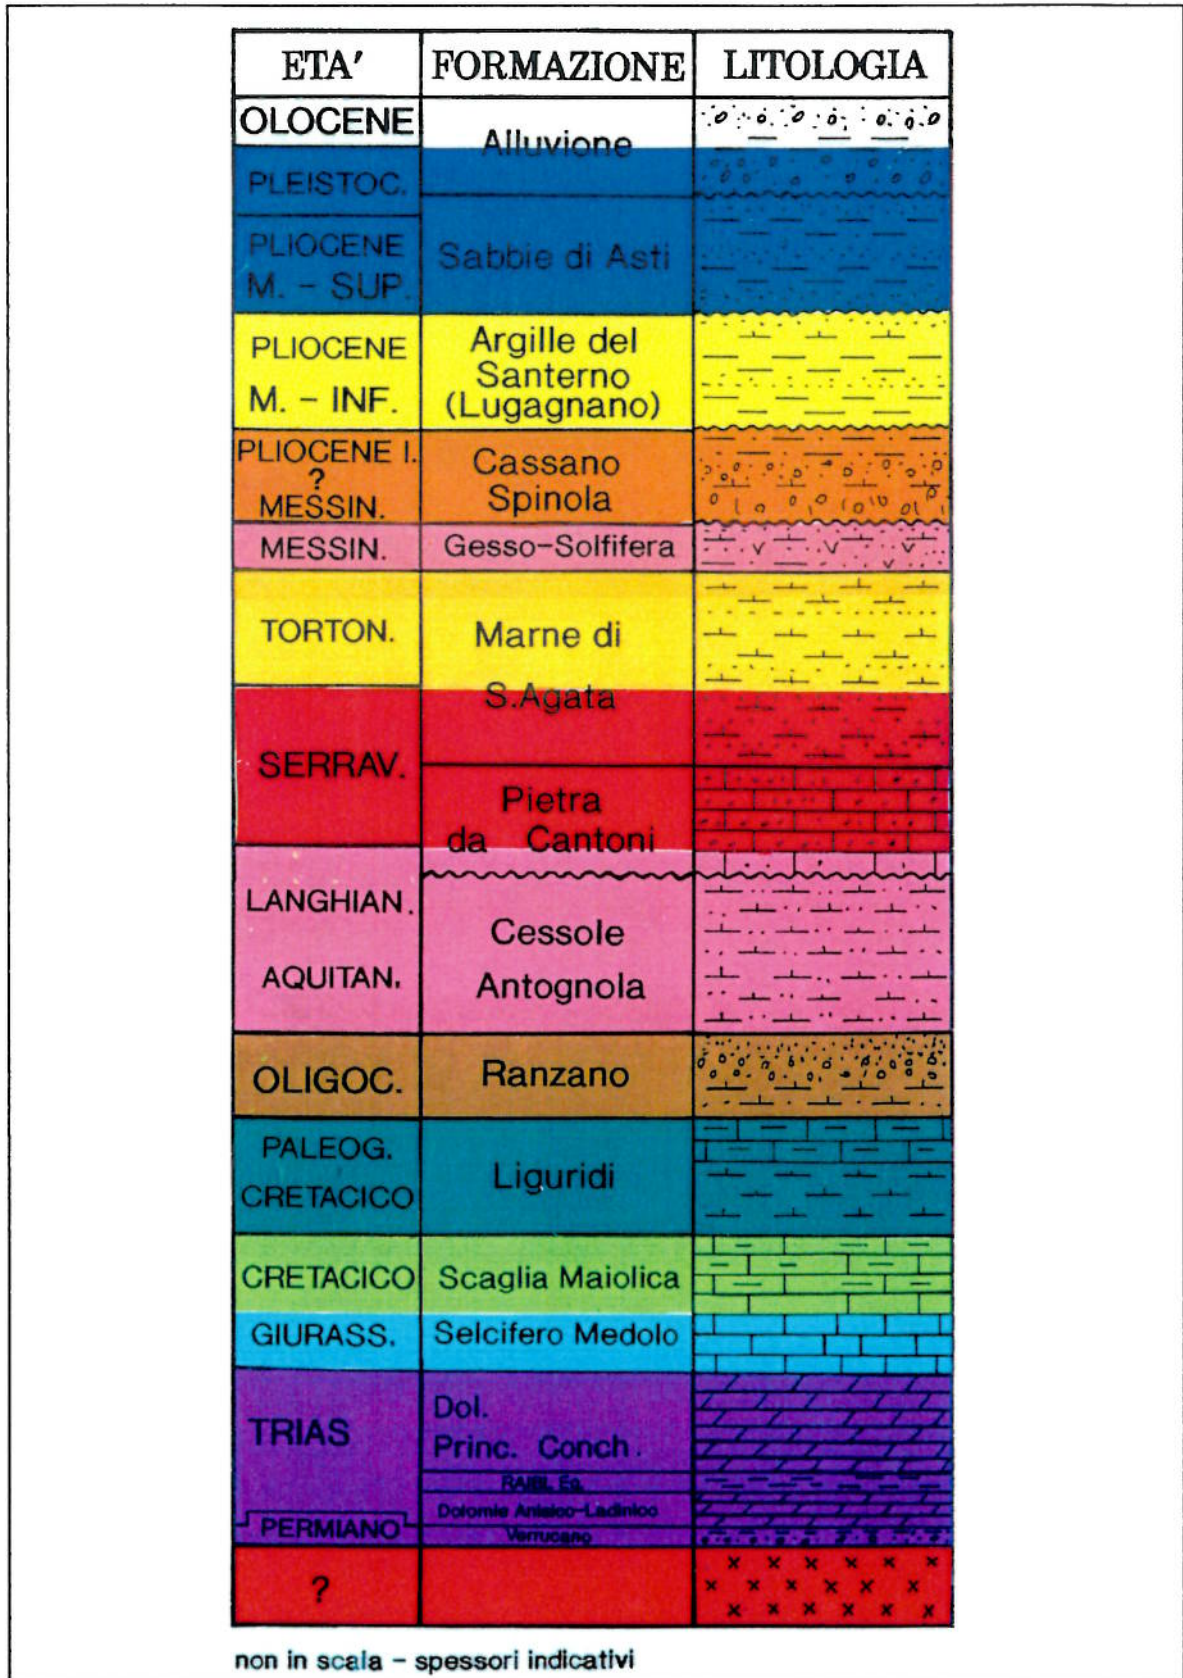 ETA' FORMAZIONE LITOLOGIA
OLOCENE
Alluvione
PLEISTOC.
PLIOCENE
M. - SUP.
Sabbie di Asti
PLIOCENE
M. - INF.
Argille del
Santerno
(Lugagnano)
PLIOCENE I.
?
MESSIN.
Cassano
Spinola
MESSIN.
Gesso-Solfifera
TORTON.
Marne di
S.Agata
SERRAV.
Pietra
da Cantoni
LANGHIAN.
AQUITAN.
Cessole
Antognola
OLIGOC.
Ranzano
PALEOG.
CRETACICO
Liguridi
CRETACICO
Scaglia Maiolica
GIURASS.
Selcifero Medolo
TRIAS
Dol.
Princ. Conch.
RAIBL. Eq.
Dolomie Anisico-Ladinico
PERMIANO
Verrucano
?
non in scala - spessori indicativi